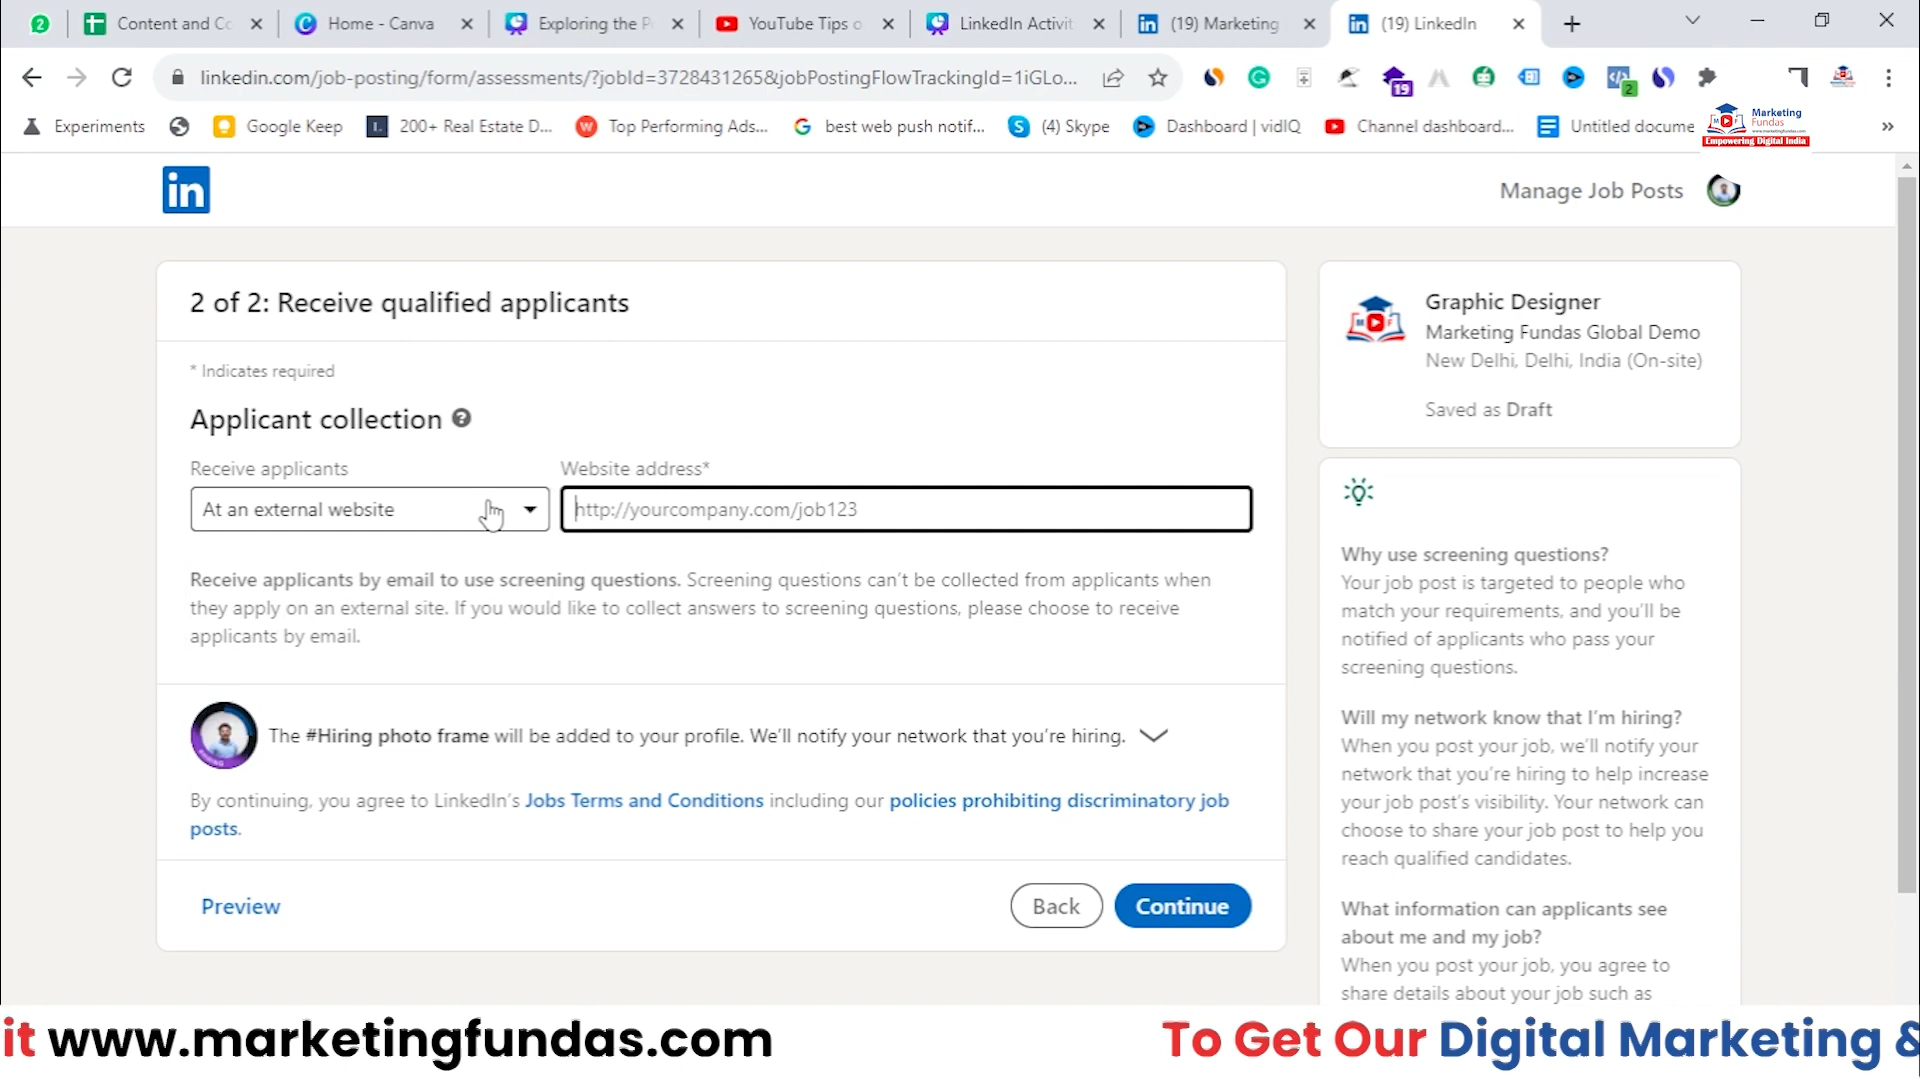 2
Content and Co
Home - Canva
Exploring the P
YouTube Tips o
LinkedIn Activit
(19) Marketing
(19) LinkedIn
linkedin.com/job-posting/form/assessments/?jobId=3728431265&jobPostingFlowTrackingId=1iGLo...
19
2
Experiments
Google Keep
200+ Real Estate D...
Top Performing Ads...
best web push notif...
(4) Skype
Dashboard | vidIQ
Channel dashboard...
Untitled docume
Marketing
Fundas
www.marketingfundas.com
Empowering Digital India
»
in
Manage Job Posts
2 of 2: Receive qualified applicants
* Indicates required
Applicant collection
Receive applicants
Website address*
At an external website
http://yourcompany.com/job123
Receive applicants by email to use screening questions. Screening questions can't be collected from applicants when
they apply on an external site. If you would like to collect answers to screening questions, please choose to receive
applicants by email.
The #Hiring photo frame will be added to your profile. We'll notify your network that you're hiring.
By continuing, you agree to LinkedIn's Jobs Terms and Conditions including our policies prohibiting discriminatory job
posts.
Preview
Back
Continue
Graphic Designer
Marketing Fundas Global Demo
New Delhi, Delhi, India (On-site)
Saved as Draft
Why use screening questions?
Your job post is targeted to people who
match your requirements, and you'll be
notified of applicants who pass your
screening questions.
Will my network know that I'm hiring?
When you post your job, we'll notify your
network that you're hiring to help increase
your job post's visibility. Your network can
choose to share your job post to help you
reach qualified candidates.
What information can applicants see
about me and my job?
When you post your job, you agree to
share details about your job such as
it www.marketingfundas.com
To Get Our Digital Marketing &